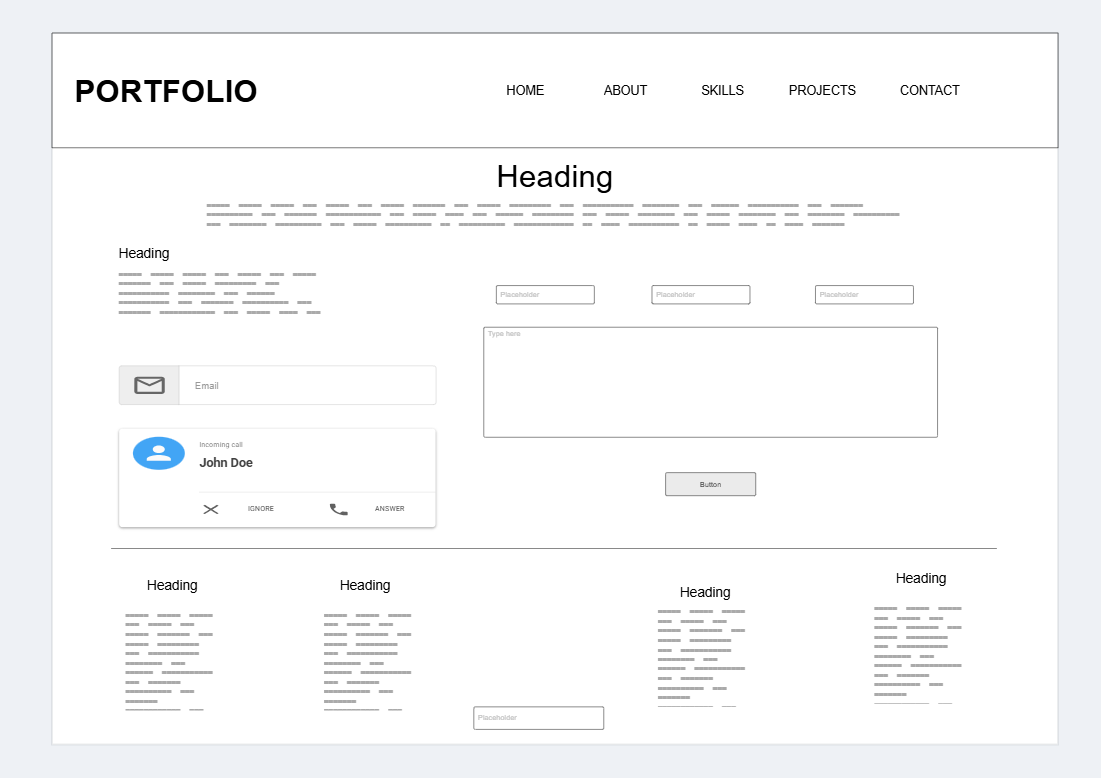 PORTFOLIO
HOME ABOUT SKILLS PROJECTS CONTACT
Heading
Heading
Placeholder Placeholder Placeholder
Type here
Email
Incoming call
John Doe
IGNORE ANSWER
Button
Heading Heading Heading Heading
Placeholder